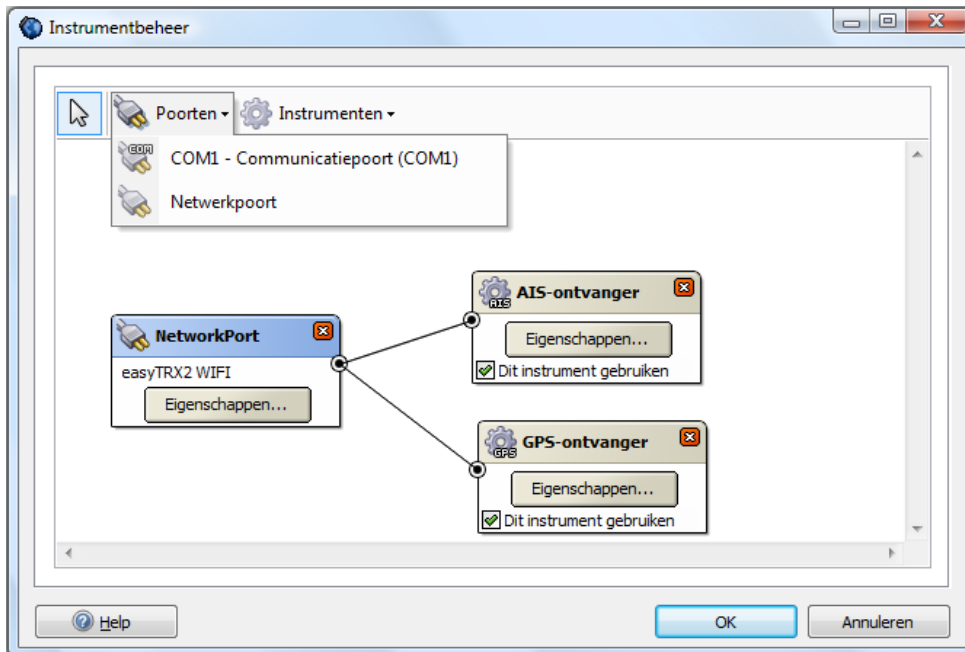 Instrumentbeheer
Poorten
Instrumenten
COM
COM1 - Communicatiepoort (COM1)
Netwerkpoort
NetworkPort
easyTRX2 WIFI
Eigenschappen...
AIS
AIS-ontvanger
Eigenschappen...
Dit instrument gebruiken
GPS
GPS-ontvanger
Eigenschappen...
Dit instrument gebruiken
Help
OK
Annuleren